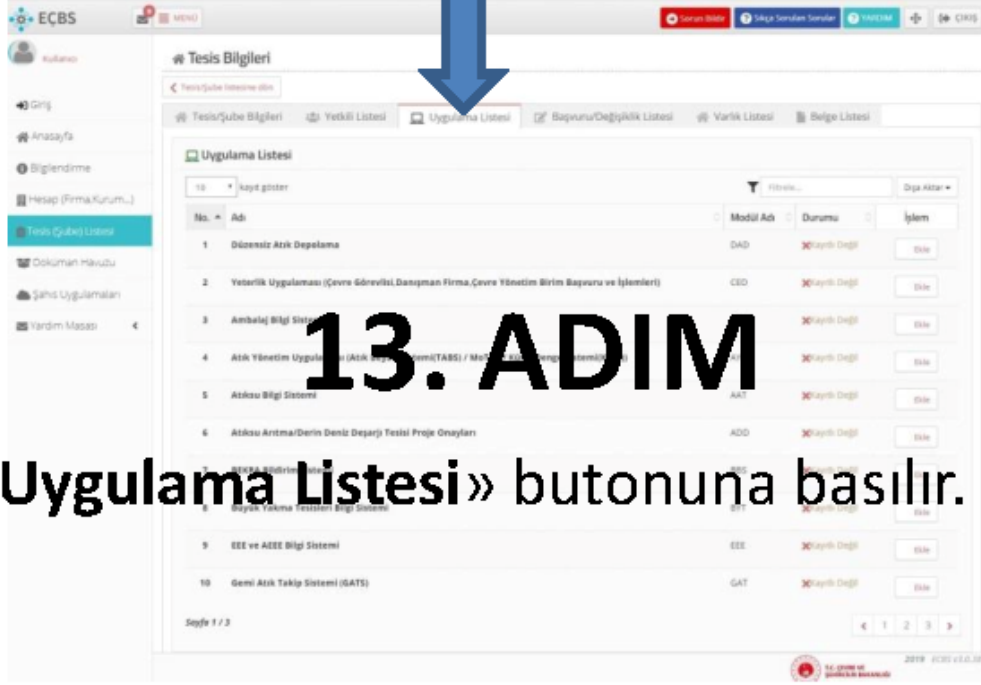 EÇBS
MENÜ
Sorun Bildir
Sıkça Sorulan Sorular
YARDIM
ÇIKIŞ
Kullanıcı
Tesis Bilgileri
Tesis/Şube listesine dön
Giriş
Anasayfa
Bilgilendirme
Hesap (Firma,Kurum...)
Tesis (Şube) Listesi
Doküman Havuzu
Şahıs Uygulamaları
Yardım Masası
Tesis/Şube Bilgileri
Yetkili Listesi
Uygulama Listesi
Başvuru/Değişiklik Listesi
Varlık Listesi
Belge Listesi
Uygulama Listesi
10 kayıt göster
Filtrele...
Dışa Aktar
No. Adı Modül Adı Durumu İşlem
1 Düzensiz Atık Depolama DAD Kayıtlı Değil Ekle
2 Yeterlik Uygulaması (Çevre Görevlisi,Danışman Firma,Çevre Yönetim Birim Başvuru ve İşlemleri) CED Kayıtlı Değil Ekle
3 Ambalaj Bilgi Kayıtlı Değil Ekle
13. ADIM
4 Atık Yönetim Kayıtlı Değil Ekle
5 Atıksu Bilgi Sistemi AAT Kayıtlı Değil Ekle
6 Atıksu Arıtma/Derin Deniz Deşarjı Tesisi Proje Onayları ADD Kayıtlı Değil Ekle
Uygulama Listesi» butonuna basılır.
8 Büyük Yakma Tesisleri Bilgi Sistemi Ekle
9 EEE ve AEEE Bilgi Sistemi EEE Kayıtlı Değil Ekle
10 Gemi Atık Takip Sistemi (GATS) GAT Kayıtlı Değil Ekle
Sayfa 1 / 3
1 2 3
T.C. ÇEVRE VE
ŞEHİRCİLİK BAKANLIĞI
2019